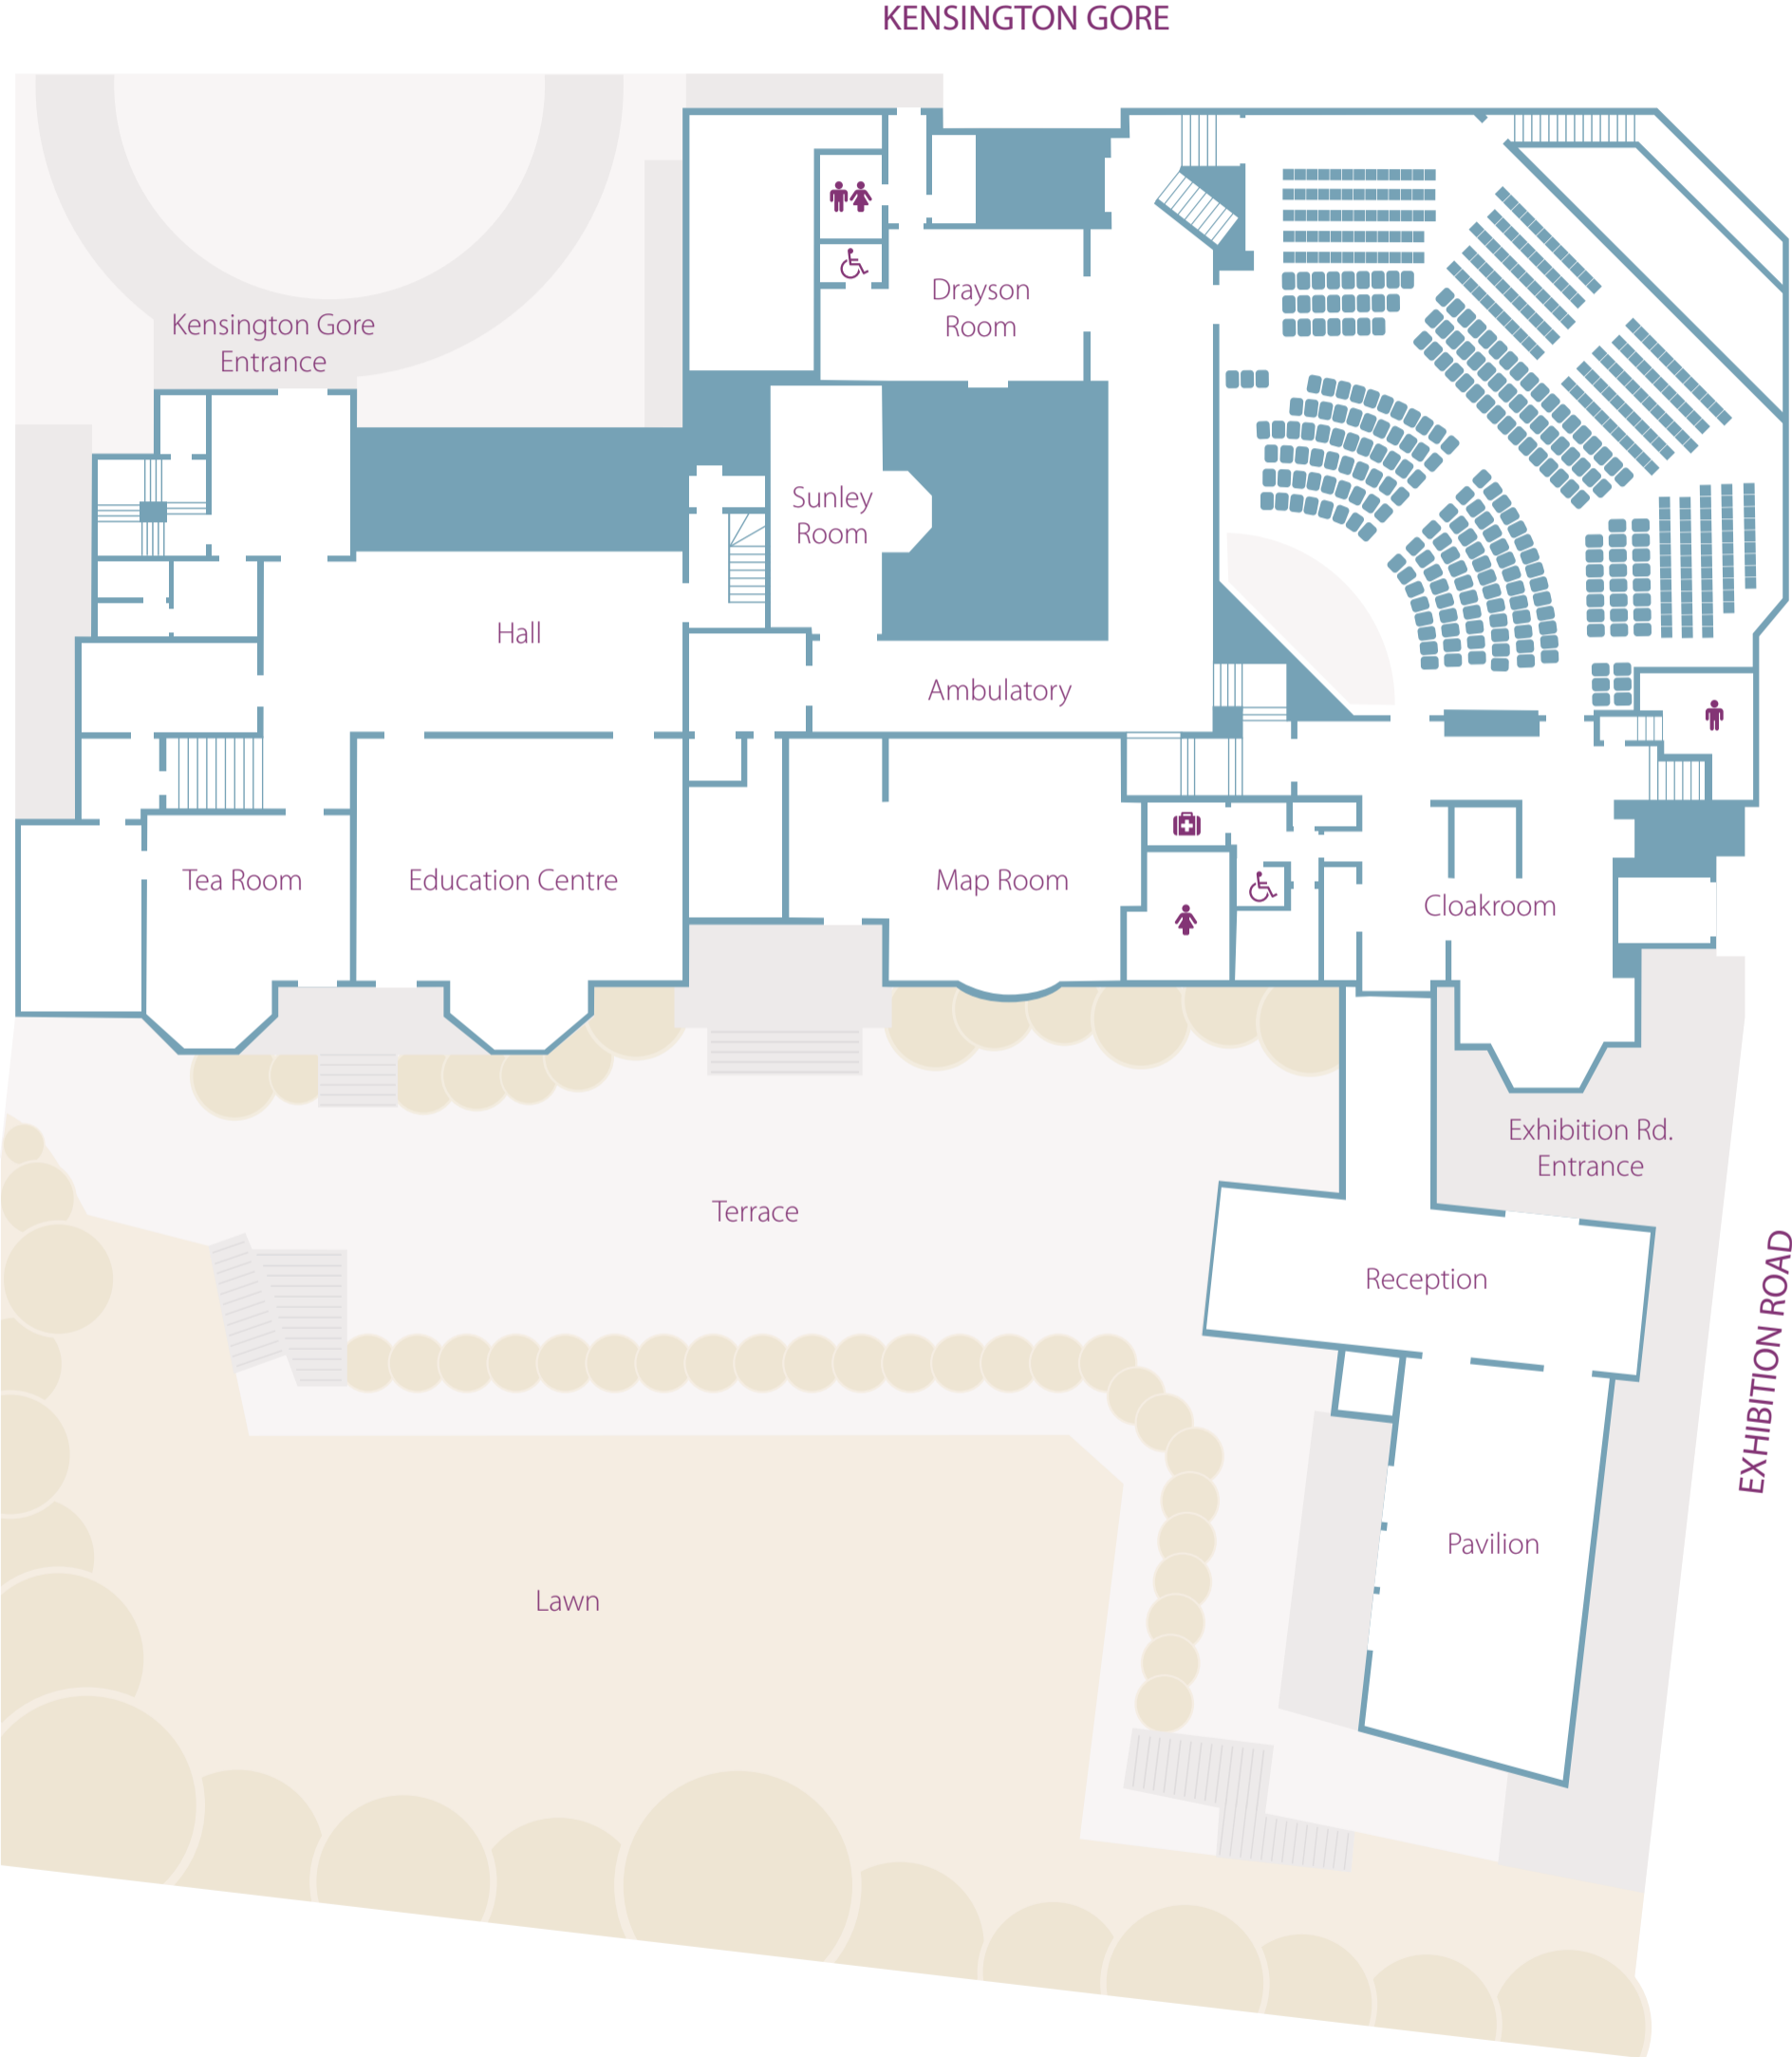 KENSINGTON GORE
Kensington Gore
Entrance
Drayson
Room
Sunley
Room
Hall
Ambulatory
Tea Room
Education Centre
Map Room
Cloakroom
Exhibition Rd.
Entrance
Terrace
Reception
EXHIBITION ROAD
Pavilion
Lawn